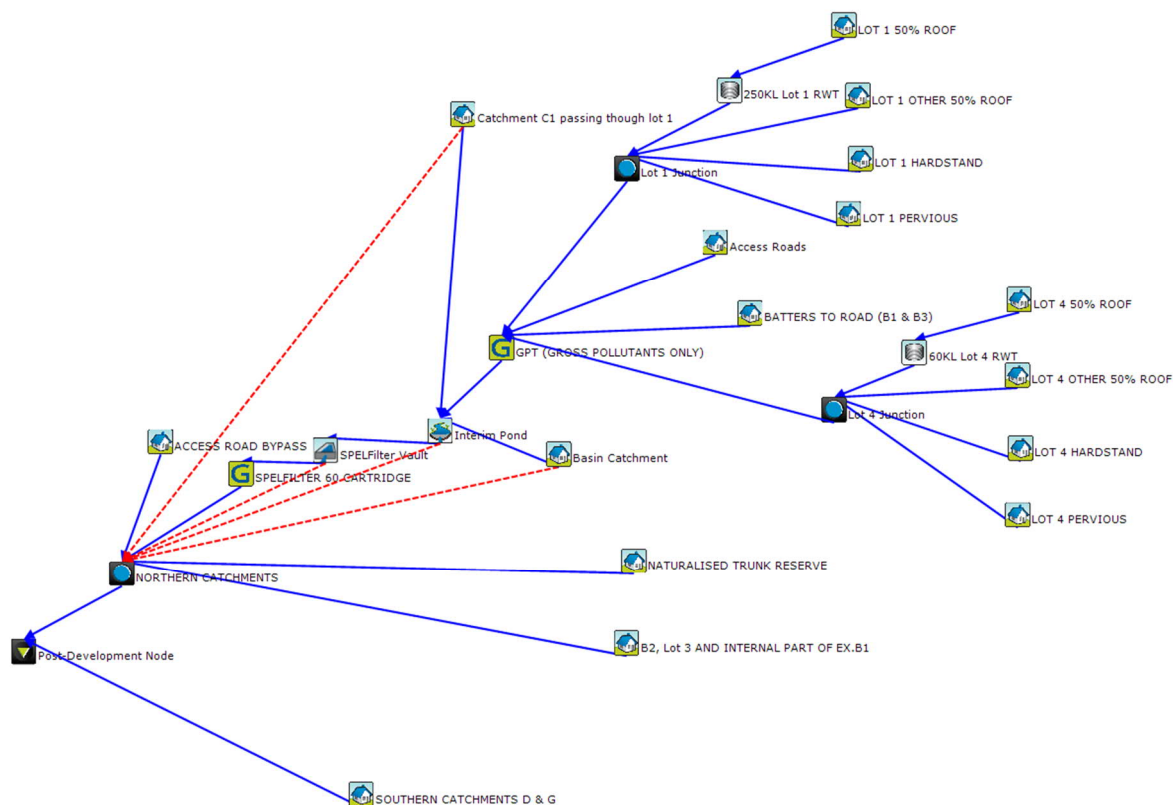 LOT 1 50% ROOF
250KL Lot 1 RWT
LOT 1 OTHER 50% ROOF
Catchment C1 passing though lot 1
LOT 1 HARDSTAND
Lot 1 Junction
LOT 1 PERVIOUS
Access Roads
LOT 4 50% ROOF
BATTERS TO ROAD (B1 & B3)
G
GPT (GROSS POLLUTANTS ONLY)
60KL Lot 4 RWT
LOT 4 OTHER 50% ROOF
Lot 4 Junction
Interim Pond
ACCESS ROAD BYPASS
SPELFilter Vault
Basin Catchment
LOT 4 HARDSTAND
G
SPELFILTER 60 CARTRIDGE
LOT 4 PERVIOUS
NATURALISED TRUNK RESERVE
NORTHERN CATCHMENTS
B2, Lot 3 AND INTERNAL PART OF EX.B1
Post-Development Node
SOUTHERN CATCHMENTS D & G